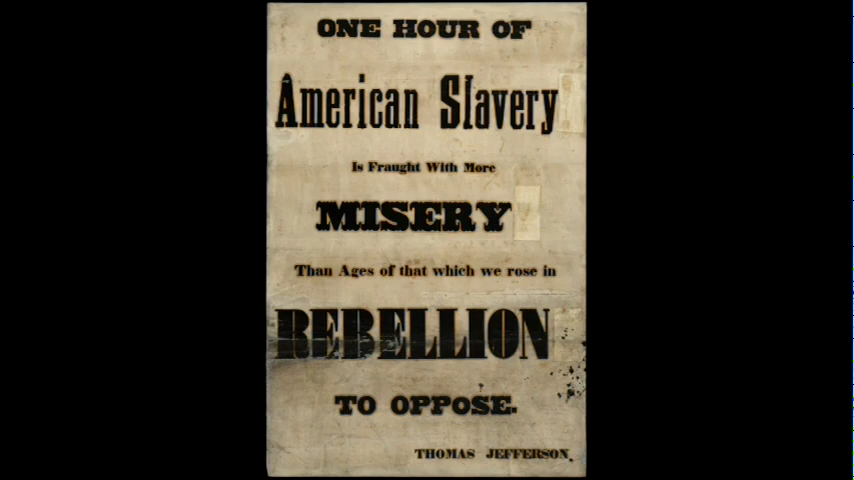 ONE HOUR OF
American Slavery
Is Fraught With More
MISERY
Than Ages of that which we rose in
REBELLION
TO OPPOSE.
THOMAS JEFFERSON.